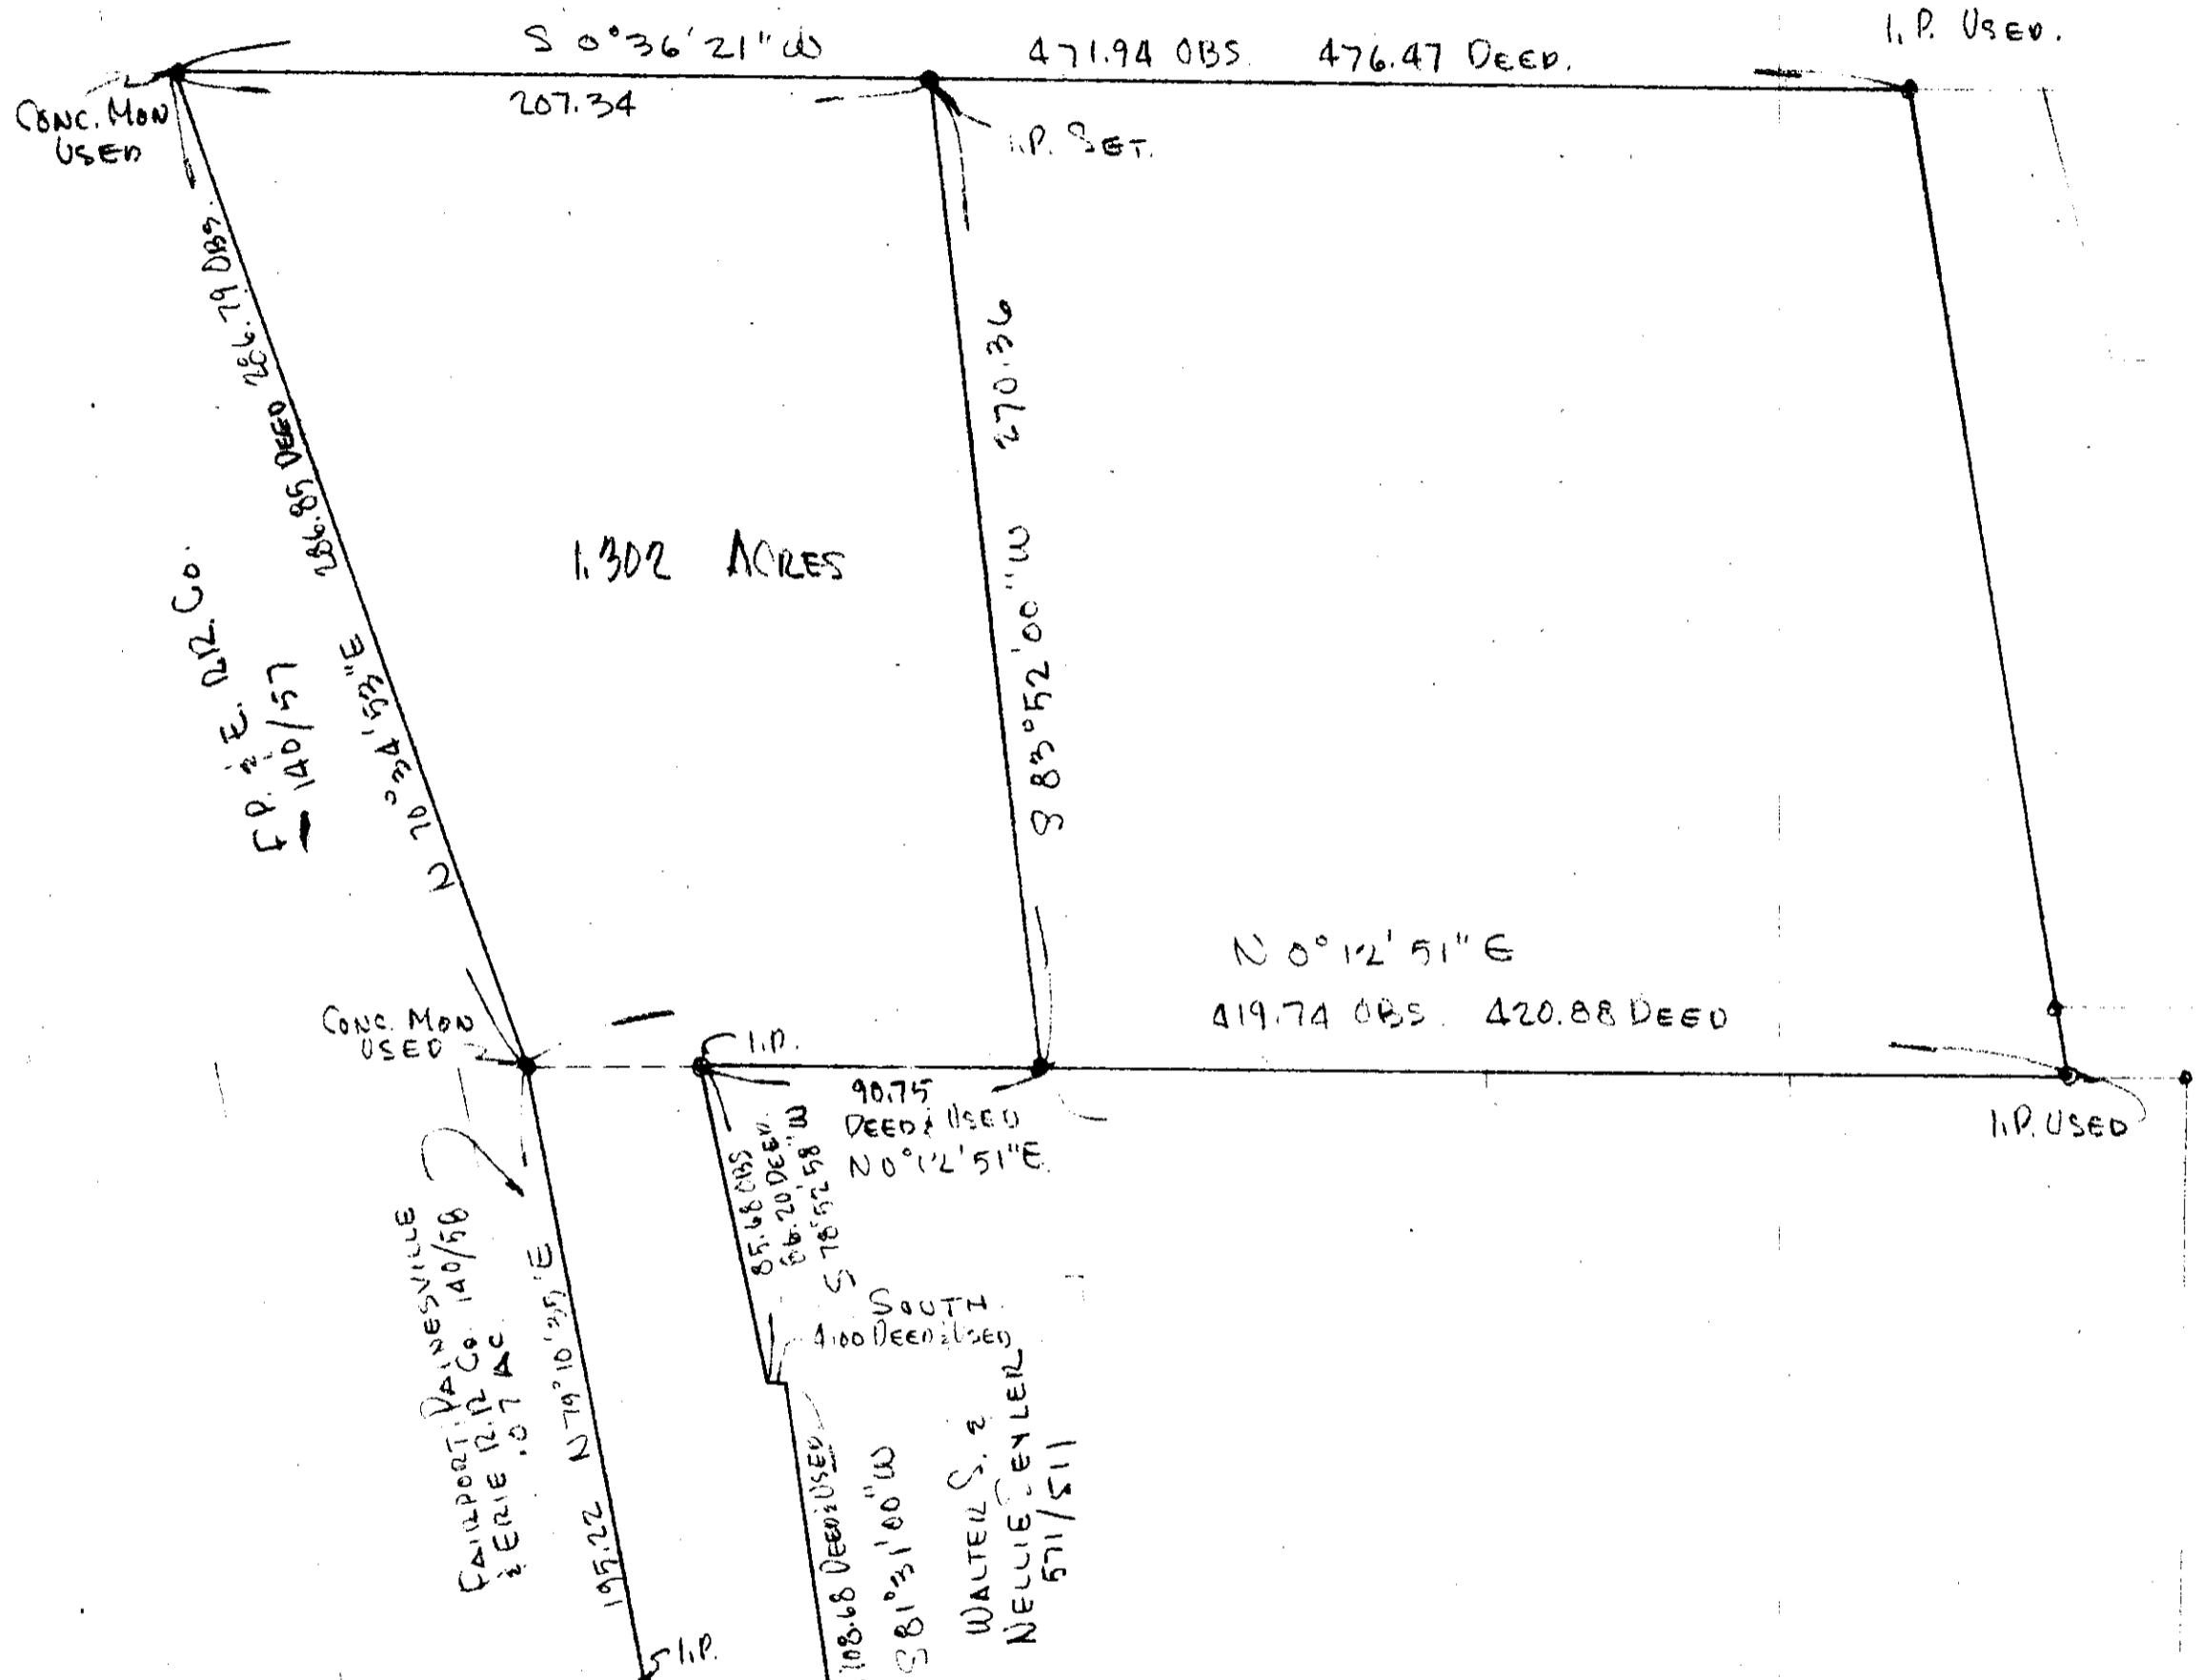 S 0°36'21" W
471.94 OBS. 476.47 DEED.
I.P. USED.
CONC. MON
USED
207.34
I.P. SET.
286.85 DEED 286.79 OBS.
N 70°34'53"E
F.P. & E. R.R. Co.
140/57
1.302 ACRES
S 83°52'00"W 270.36
N 0°12'51" E
419.74 OBS. 420.88 DEED
CONC. MON
USED
I.P.
90.75
DEED & USED
N 0°12'51"E
I.P. USED
85.68 OBS
86.20 DEED
S 78°52'58"W
SOUTH
4.00 DEED & USED
FAIRPORT PAINESVILLE
& ERIE R.R. Co. 140/58
.07 AC
195.22 N 79°10'35"E
108.68 DEED & USED
S 81°31'00"W
WALTER S. &
NELLIE
571/511
I.P.